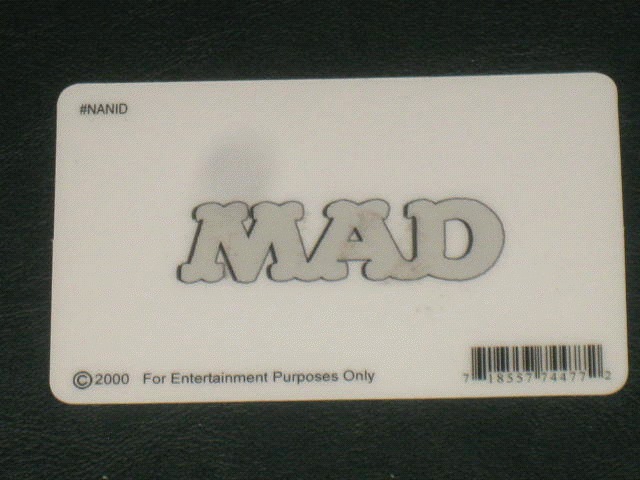 #NANID
MAD
©2000 For Entertainment Purposes Only
7 18557 74477 2